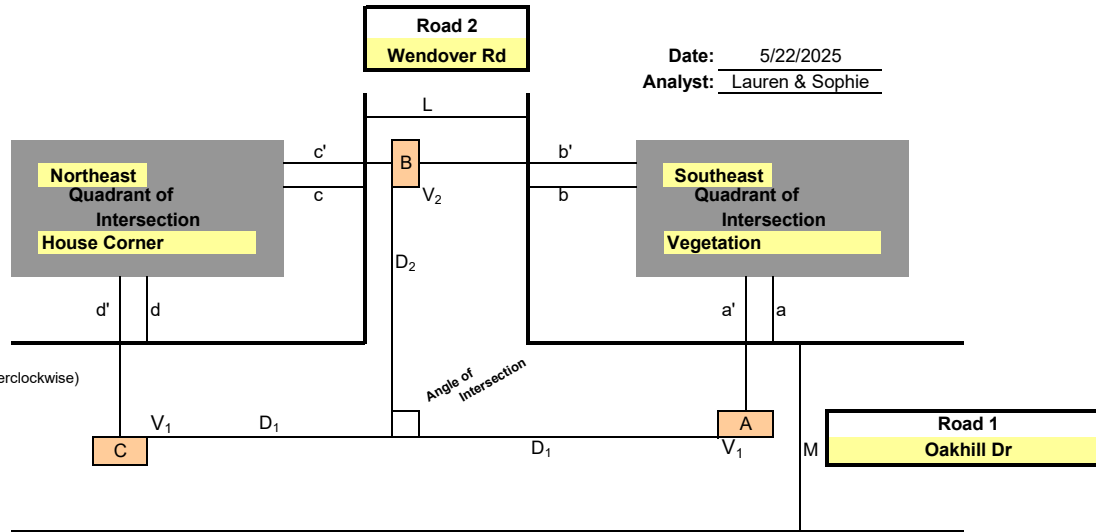 Road 2
Wendover Rd
Date: 5/22/2025
Analyst: Lauren & Sophie
L
c' B b'
Northeast
Quadrant of
Intersection
House Corner
c V2 b
Southeast
Quadrant of
Intersection
Vegetation
D2
d' d a' a
erclockwise)
Angle of
Intersection
V1 D1 A
C D1 V1 M
Road 1
Oakhill Dr